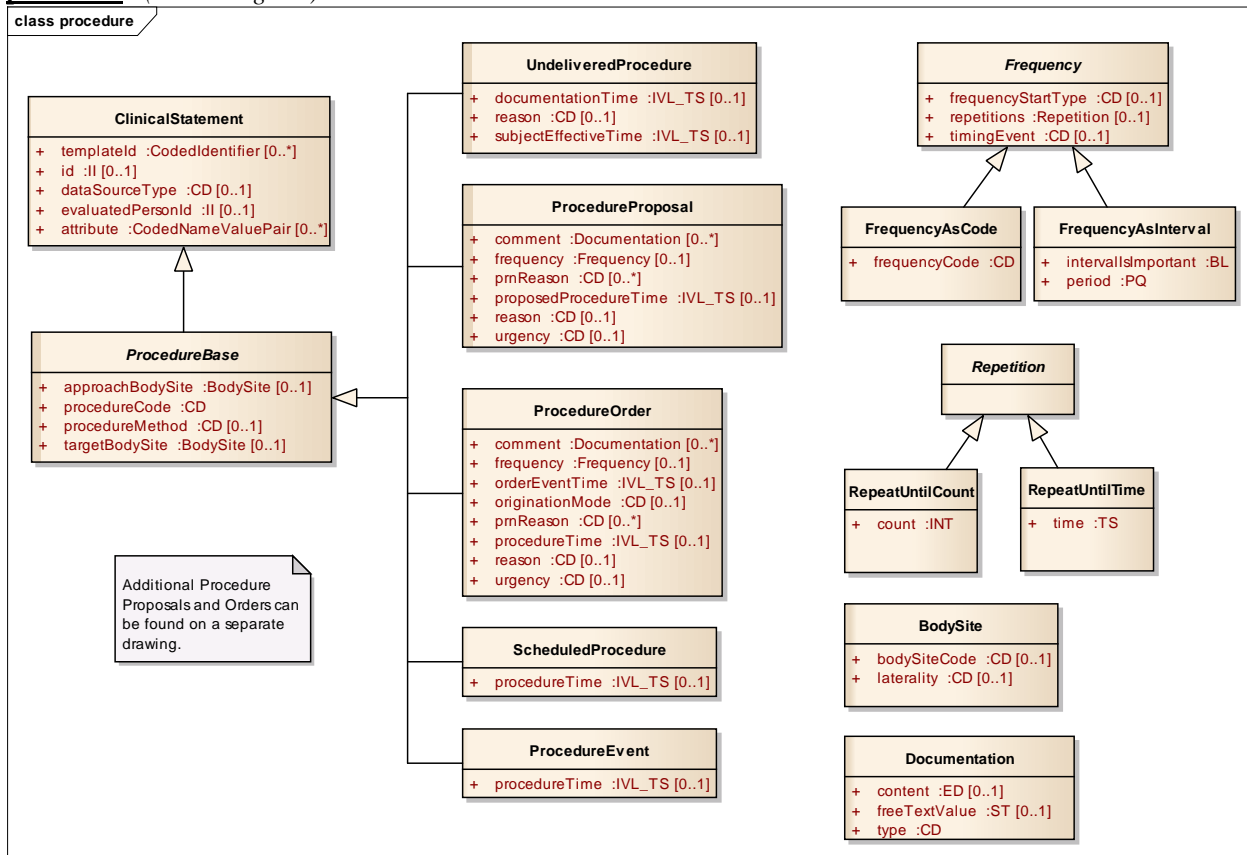 class procedure
ClinicalStatement
+ templateId :CodedIdentifier [0..*]
+ id :II [0..1]
+ dataSourceType :CD [0..1]
+ evaluatedPersonId :II [0..1]
+ attribute :CodedNameValuePair [0..*]
ProcedureBase
+ approachBodySite :BodySite [0..1]
+ procedureCode :CD
+ procedureMethod :CD [0..1]
+ targetBodySite :BodySite [0..1]
Additional Procedure
Proposals and Orders can
be found on a separate
drawing.
UndeliveredProcedure
+ documentationTime :IVL_TS [0..1]
+ reason :CD [0..1]
+ subjectEffectiveTime :IVL_TS [0..1]
ProcedureProposal
+ comment :Documentation [0..*]
+ frequency :Frequency [0..1]
+ prnReason :CD [0..*]
+ proposedProcedureTime :IVL_TS [0..1]
+ reason :CD [0..1]
+ urgency :CD [0..1]
ProcedureOrder
+ comment :Documentation [0..*]
+ frequency :Frequency [0..1]
+ orderEventTime :IVL_TS [0..1]
+ originationMode :CD [0..1]
+ prnReason :CD [0..*]
+ procedureTime :IVL_TS [0..1]
+ reason :CD [0..1]
+ urgency :CD [0..1]
ScheduledProcedure
+ procedureTime :IVL_TS [0..1]
ProcedureEvent
+ procedureTime :IVL_TS [0..1]
Frequency
+ frequencyStartType :CD [0..1]
+ repetitions :Repetition [0..1]
+ timingEvent :CD [0..1]
FrequencyAsCode
+ frequencyCode :CD
FrequencyAsInterval
+ intervalIsImportant :BL
+ period :PQ
Repetition
RepeatUntilCount
+ count :INT
RepeatUntilTime
+ time :TS
BodySite
+ bodySiteCode :CD [0..1]
+ laterality :CD [0..1]
Documentation
+ content :ED [0..1]
+ freeTextValue :ST [0..1]
+ type :CD